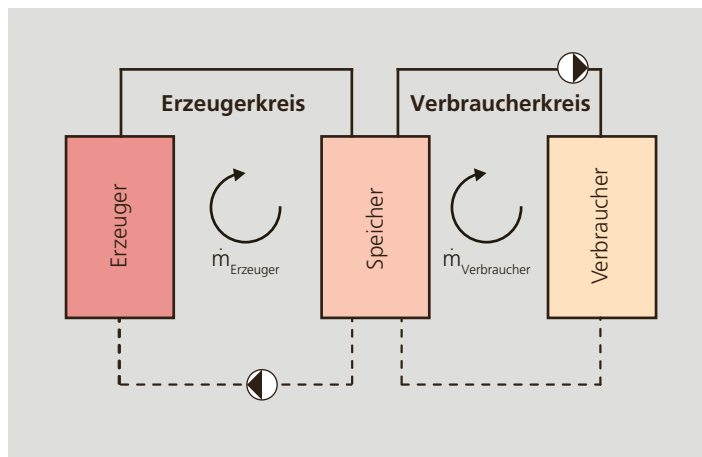 Erzeugerkreis
Verbraucherkreis
Erzeuger
ṁErzeuger
Speicher
ṁVerbraucher
Verbraucher